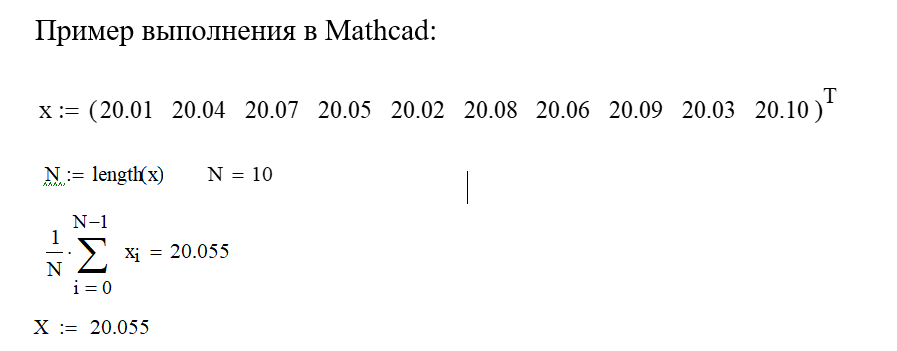 Пример выполнения в Mathcad:
x := (20.01 20.04 20.07 20.05 20.02 20.08 20.06 20.09 20.03 20.10 )ᵀ
N := length(x) N = 10
N−1
1/N · ∑ xᵢ = 20.055
i = 0
X := 20.055